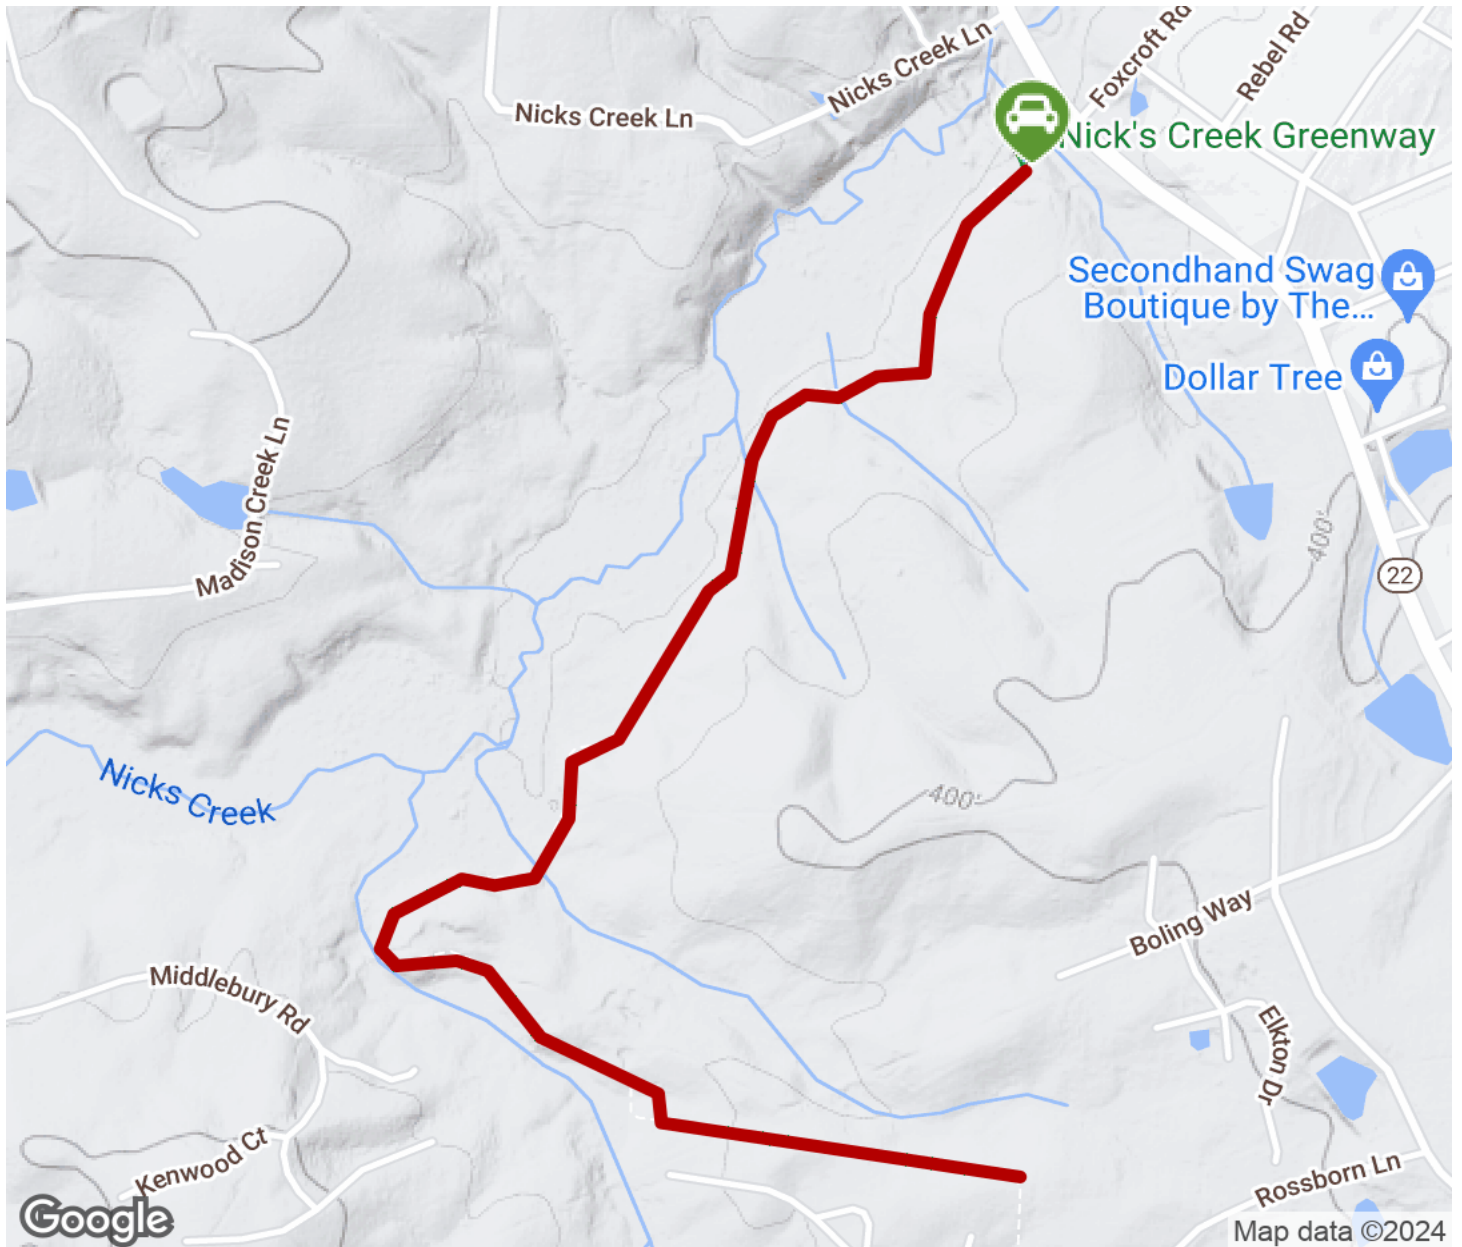 Foxcroft Rd
Rebel Rd
Nicks Creek Ln
Nicks Creek Ln
Nick's Creek Greenway
Secondhand Swag
Boutique by The...
Dollar Tree
Madison Creek Ln
400'
22
Nicks Creek
400'
Boling Way
Middlebury Rd
Elkton Dr
Kenwood Ct
Rossborn Ln
Google
Map data ©2024